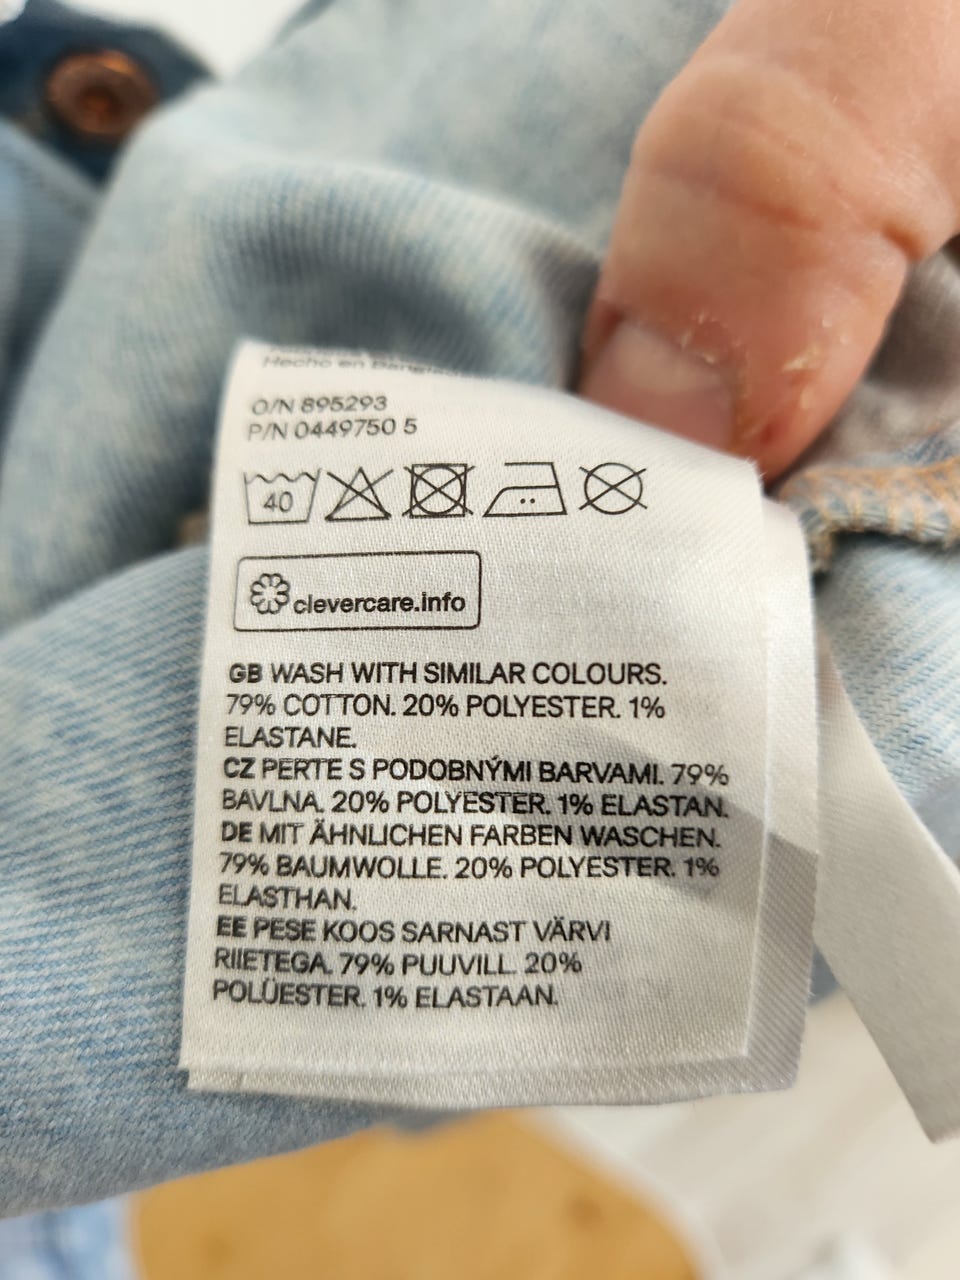 Hecho en
O/N 895293
P/N 0449750 5
40
clevercare.info
GB WASH WITH SIMILAR COLOURS.
79% COTTON. 20% POLYESTER. 1%
ELASTANE.
CZ PERTE S PODOBNÝMI BARVAMI. 79%
BAVLNA. 20% POLYESTER. 1% ELASTAN.
DE MIT ÄHNLICHEN FARBEN WASCHEN.
79% BAUMWOLLE. 20% POLYESTER. 1%
ELASTHAN.
EE PESE KOOS SARNAST VÄRVI
RIIETEGA. 79% PUUVILL. 20%
POLÜESTER. 1% ELASTAAN.